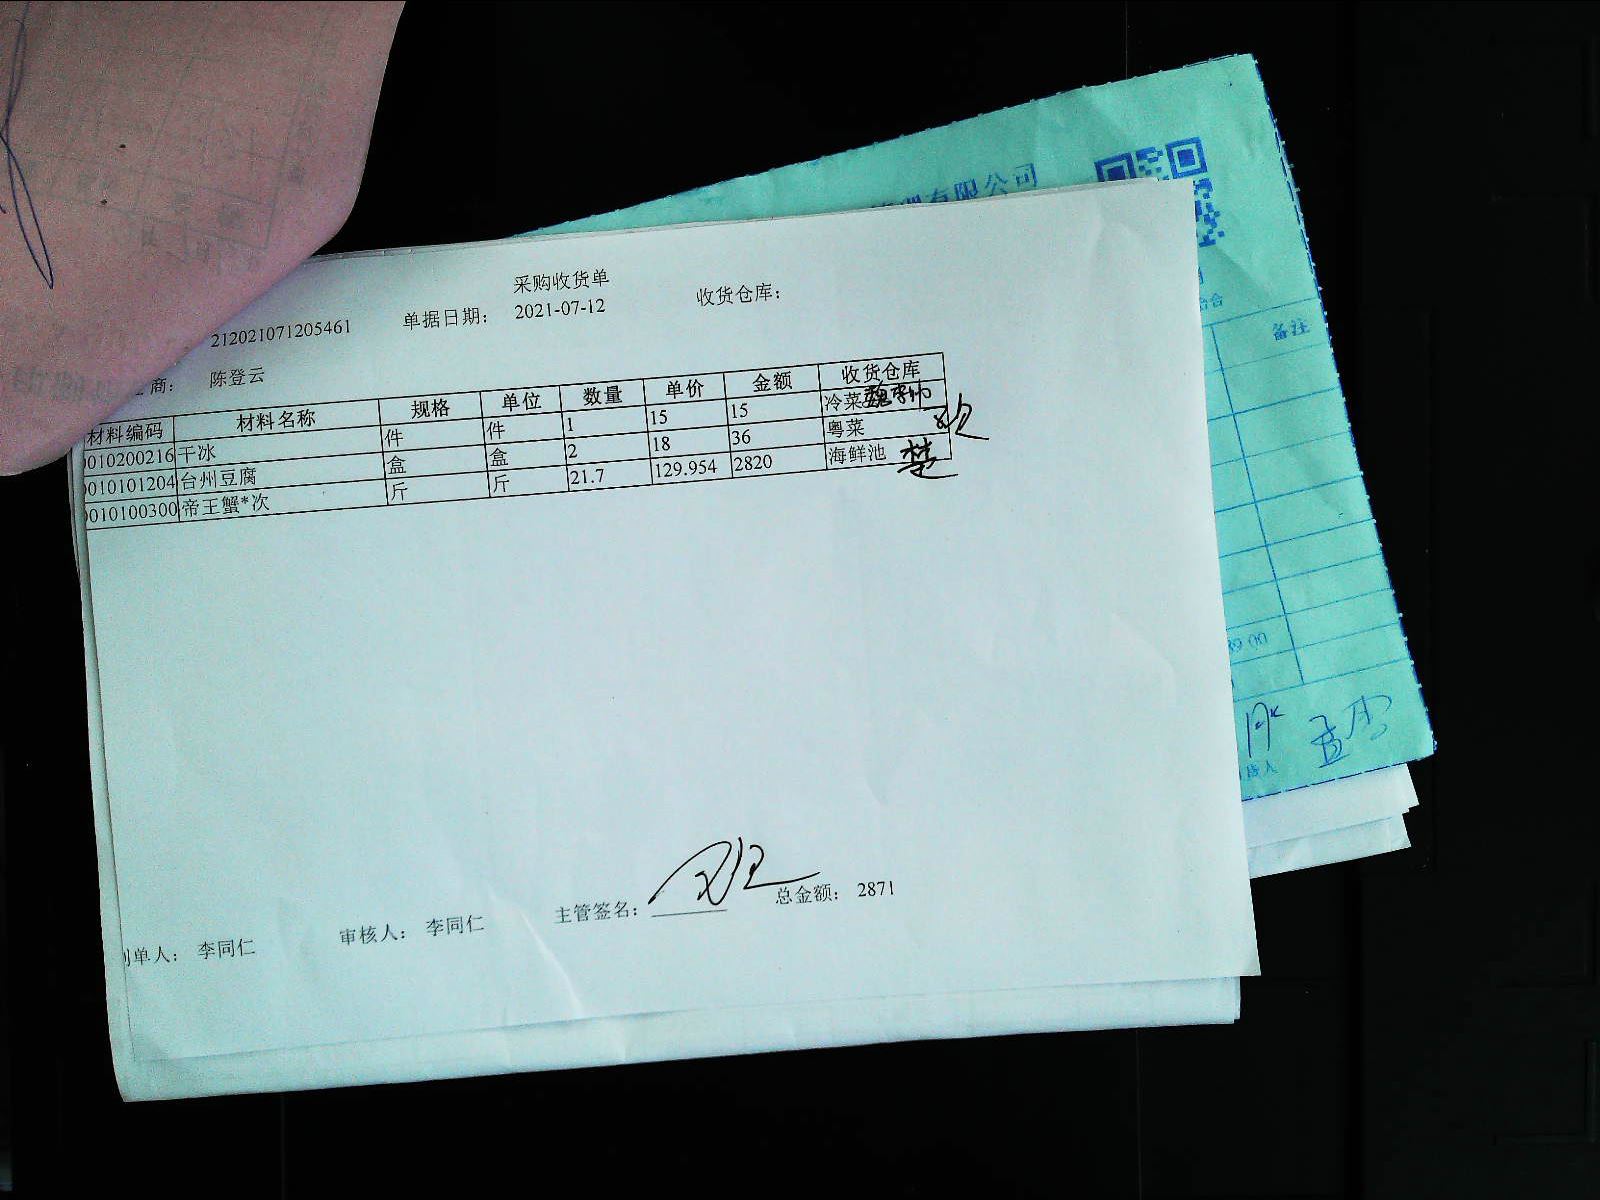 有限公司
采购收货单
212021071205461 单据日期： 2021-07-12 收货仓库：
商： 陈登云
材料编码 材料名称 规格 单位 数量 单价 金额 收货仓库
0010200216 干冰 件 件 1 15 15 冷菜
0010101204 台州豆腐 盒 盒 2 18 36 粤菜
0010100300 帝王蟹*次 斤 斤 21.7 129.954 2820 海鲜池
备注
39.00
制单人： 李同仁 审核人： 李同仁 主管签名： 总金额： 2871